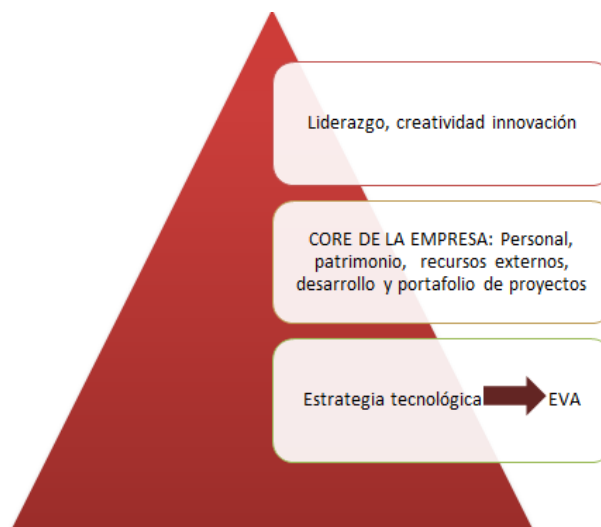 Liderazgo, creatividad innovación
CORE DE LA EMPRESA: Personal,
patrimonio, recursos externos,
desarrollo y portafolio de proyectos
Estrategia tecnológica EVA